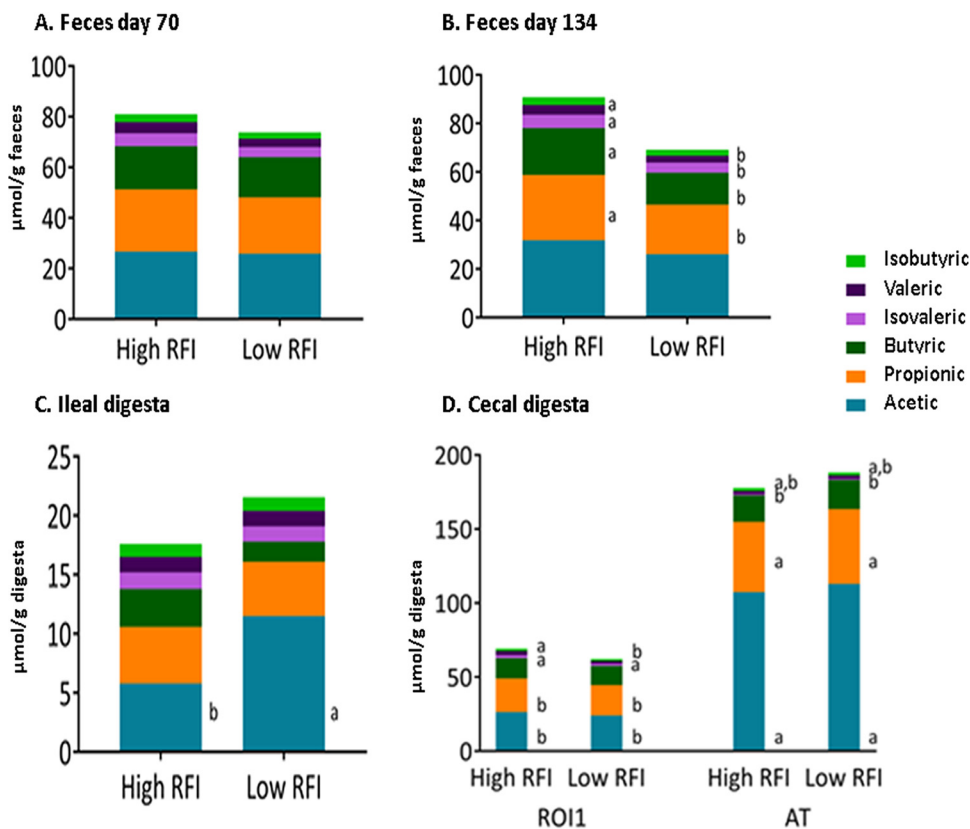 A. Feces day 70
B. Feces day 134
100
80
60
40
20
0
µmol/g faeces
High RFI
Low RFI
100
80
60
40
20
0
µmol/g faeces
a
a
a
a
b
b
b
b
High RFI
Low RFI
Isobutyric
Valeric
Isovaleric
Butyric
Propionic
Acetic
C. Ileal digesta
D. Cecal digesta
25
20
15
10
5
0
µmol/g digesta
b
a
High RFI
Low RFI
200
150
100
50
0
µmol/g digesta
a
a
b
b
b
a
b
b
a,b
b
a
a
a,b
b
a
a
High RFI
Low RFI
High RFI
Low RFI
ROI1
AT